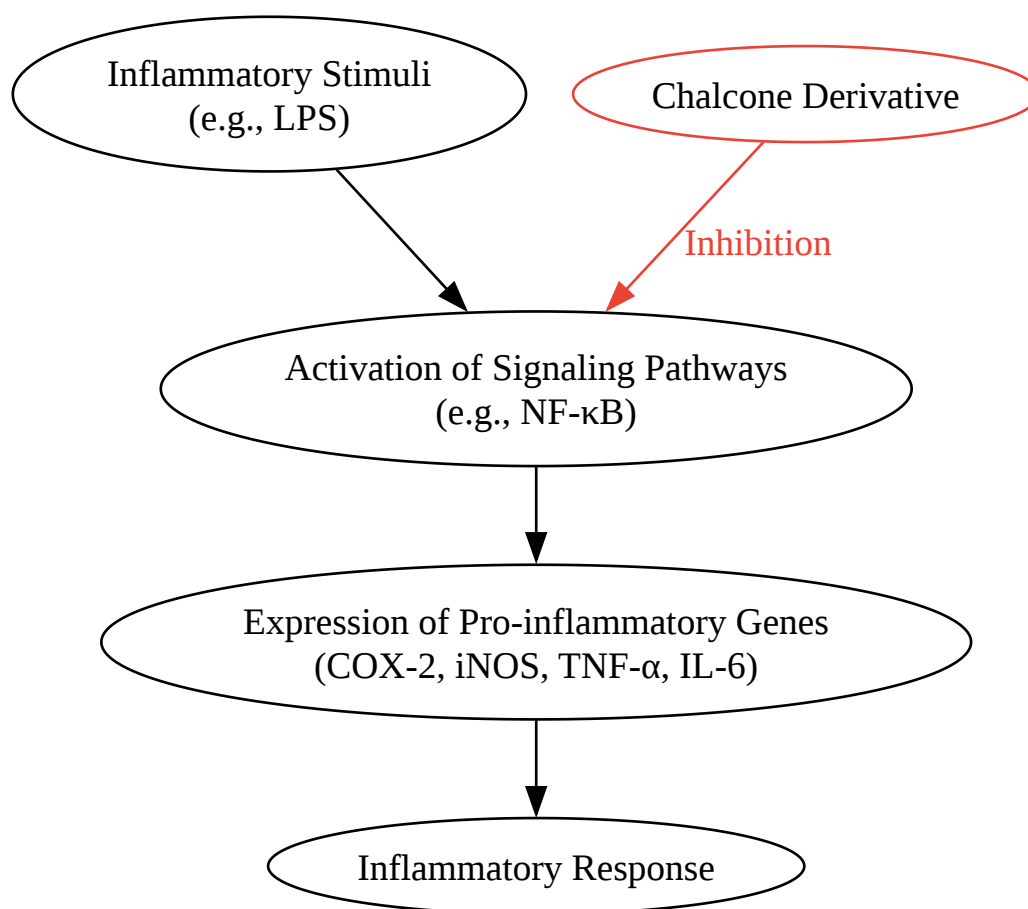 Inflammatory Stimuli
(e.g., LPS)
Chalcone Derivative
Inhibition
Activation of Signaling Pathways
(e.g., NF-κB)
Expression of Pro-inflammatory Genes
(COX-2, iNOS, TNF-α, IL-6)
Inflammatory Response